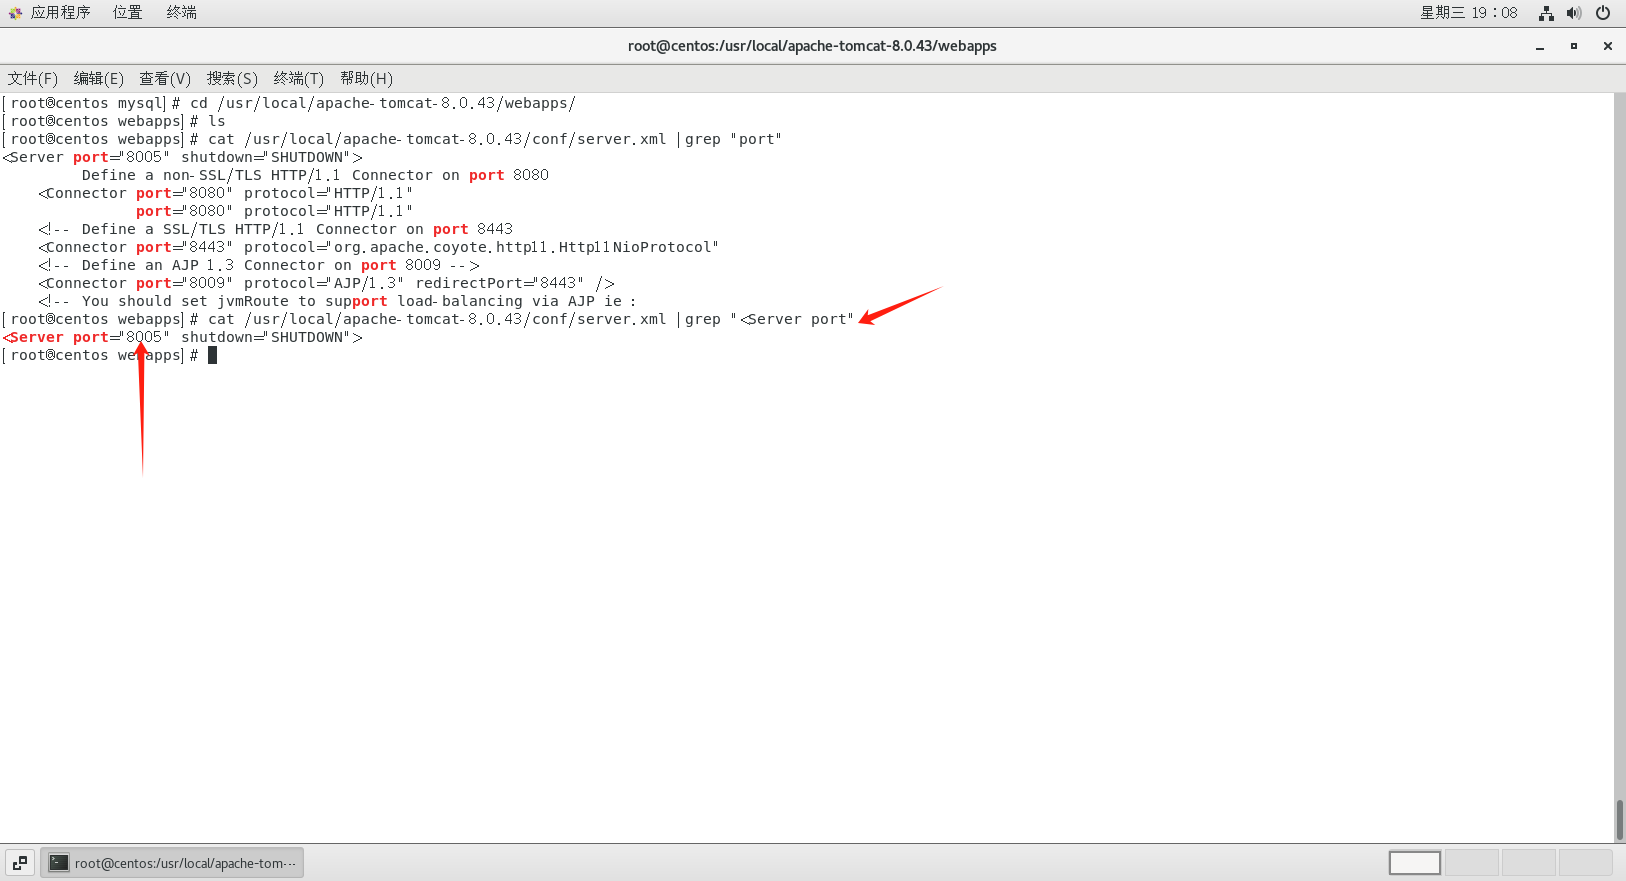 应用程序 位置 终端 星期三 19：08
root@centos:/usr/local/apache-tomcat-8.0.43/webapps
文件(F) 编辑(E) 查看(V) 搜索(S) 终端(T) 帮助(H)
[root@centos mysql]# cd /usr/local/apache-tomcat-8.0.43/webapps/
[root@centos webapps]# ls
[root@centos webapps]# cat /usr/local/apache-tomcat-8.0.43/conf/server.xml |grep "port"
<Server port="8005" shutdown="SHUTDOWN">
Define a non-SSL/TLS HTTP/1.1 Connector on port 8080
<Connector port="8080" protocol="HTTP/1.1"
port="8080" protocol="HTTP/1.1"
<!-- Define a SSL/TLS HTTP/1.1 Connector on port 8443
<Connector port="8443" protocol="org.apache.coyote.http11.Http11NioProtocol"
<!-- Define an AJP 1.3 Connector on port 8009 -->
<Connector port="8009" protocol="AJP/1.3" redirectPort="8443" />
<!-- You should set jvmRoute to support load-balancing via AJP ie :
[root@centos webapps]# cat /usr/local/apache-tomcat-8.0.43/conf/server.xml |grep "<Server port"
<Server port="8005" shutdown="SHUTDOWN">
[root@centos webapps]#
root@centos:/usr/local/apache-tom···